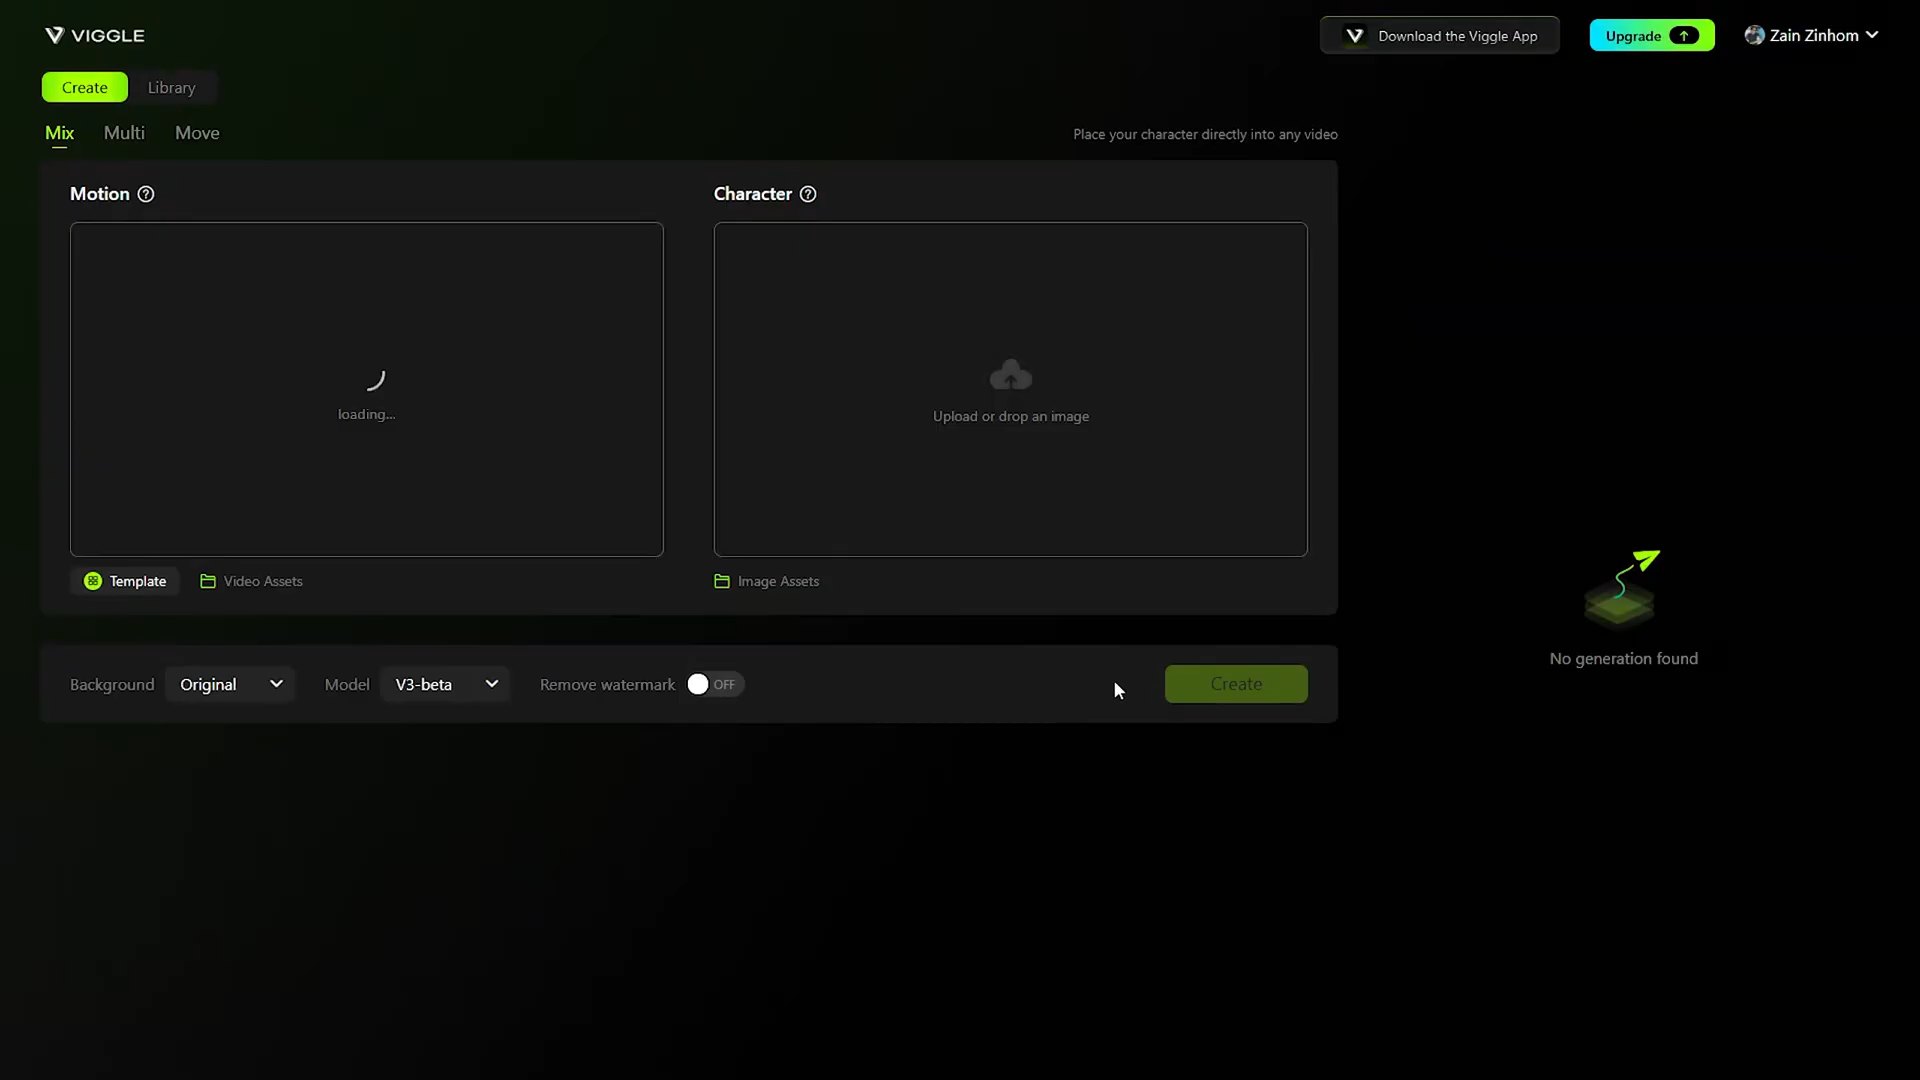 VIGGLE
Download the Viggle App
Upgrade
Zain Zinhom
Create
Library
Mix
Multi
Move
Place your character directly into any video
Motion
Character
loading...
Upload or drop an image
Template
Video Assets
Image Assets
Background
Original
Model
V3-beta
Remove watermark
OFF
Create
No generation found